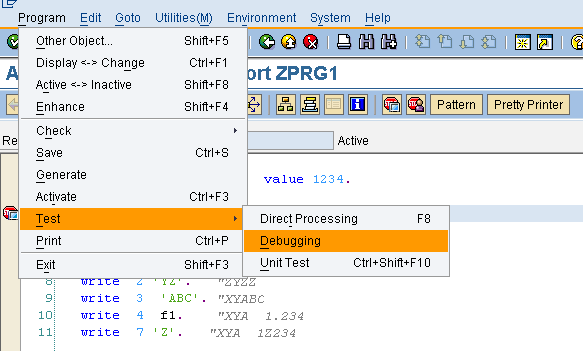 Program Edit Goto Utilities(M) Environment System Help
Other Object... Shift+F5
Display <-> Change Ctrl+F1
Active <-> Inactive Shift+F8
Enhance Shift+F4
Check
Save Ctrl+S
Generate
Activate Ctrl+F3
Test
Print Ctrl+P
Exit Shift+F3
Direct Processing F8
Debugging
Unit Test Ctrl+Shift+F10
A ort ZPRG1
Pattern Pretty Printer
Re Active
value 1234.
8 write 2 'YZ'. "ZYZZ
9 write 3 'ABC'. "XYABC
10 write 4 f1. "XYA 1.234
11 write 7 'Z'. "XYA 1Z234